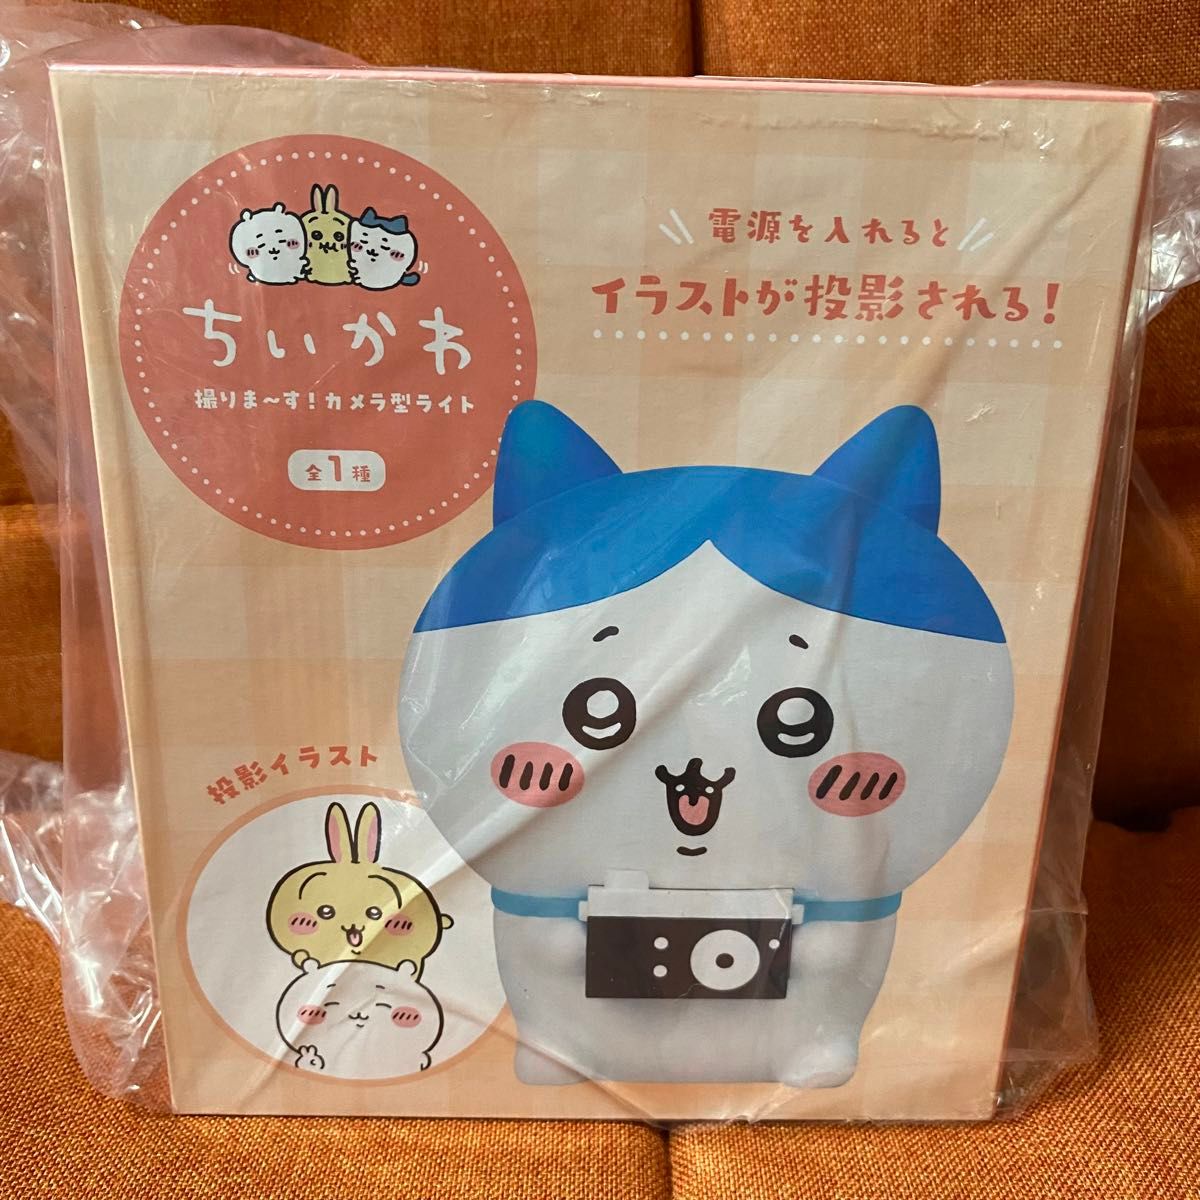 ちいかわ
撮りま～す！カメラ型ライト
全1種
電源を入れると
イラストが投影される！
投影イラスト